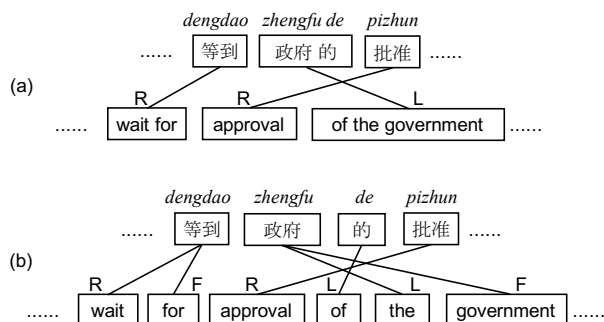 dengdao zhengfu de pizhun
...... 等到 政府 的 批准 ......
(a)
R R L
...... wait for approval of the government ......
dengdao zhengfu de pizhun
...... 等到 政府 的 批准 ......
(b)
R F R L L F
...... wait for approval of the government ......